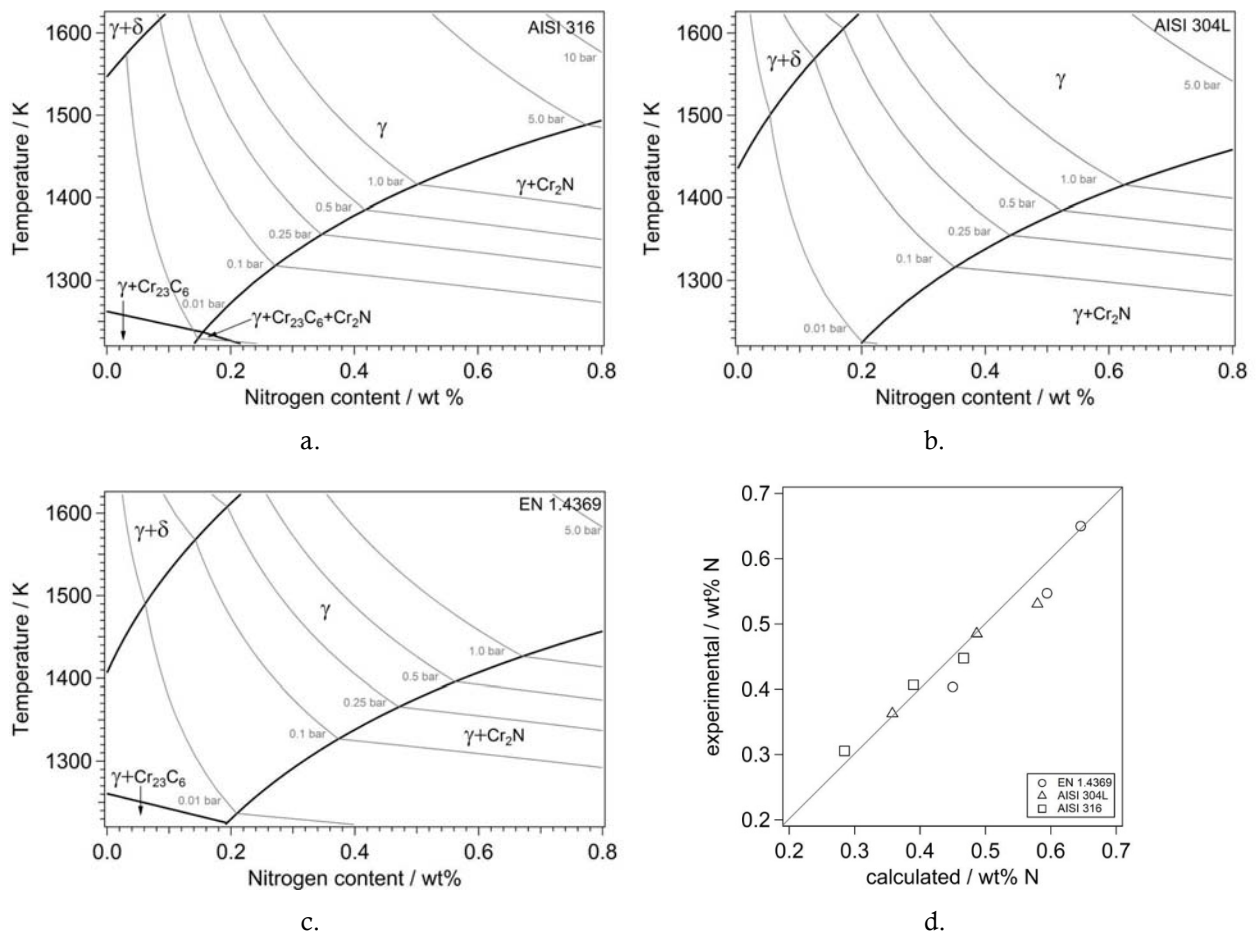 AISI 316
γ+δ
10 bar
5.0 bar
γ
1.0 bar
γ+Cr₂N
0.5 bar
0.25 bar
0.1 bar
γ+Cr₂₃C₆
0.01 bar
γ+Cr₂₃C₆+Cr₂N
1600
1500
1400
1300
Temperature / K
0.0 0.2 0.4 0.6 0.8
Nitrogen content / wt %
a.
AISI 304L
γ+δ
γ
5.0 bar
1.0 bar
0.5 bar
0.25 bar
0.1 bar
γ+Cr₂N
0.01 bar
1600
1500
1400
1300
Temperature / K
0.0 0.2 0.4 0.6 0.8
Nitrogen content / wt %
b.
EN 1.4369
γ+δ
5.0 bar
γ
1.0 bar
0.5 bar
0.25 bar
0.1 bar
γ+Cr₂N
γ+Cr₂₃C₆
0.01 bar
1600
1500
1400
1300
Temperature / K
0.0 0.2 0.4 0.6 0.8
Nitrogen content / wt%
c.
0.7
0.6
0.5
0.4
0.3
0.2
experimental / wt% N
EN 1.4369
AISI 304L
AISI 316
0.2 0.3 0.4 0.5 0.6 0.7
calculated / wt% N
d.